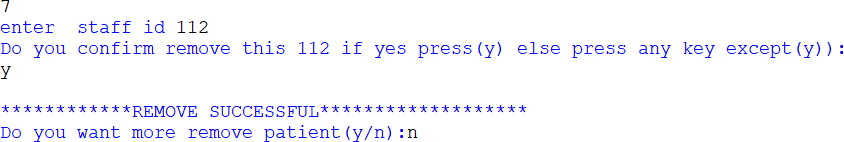 7
enter  staff id 112
Do you confirm remove this 112 if yes press(y) else press any key except(y)):
y
************REMOVE SUCCESSFUL*******************
Do you want more remove patient(y/n):n